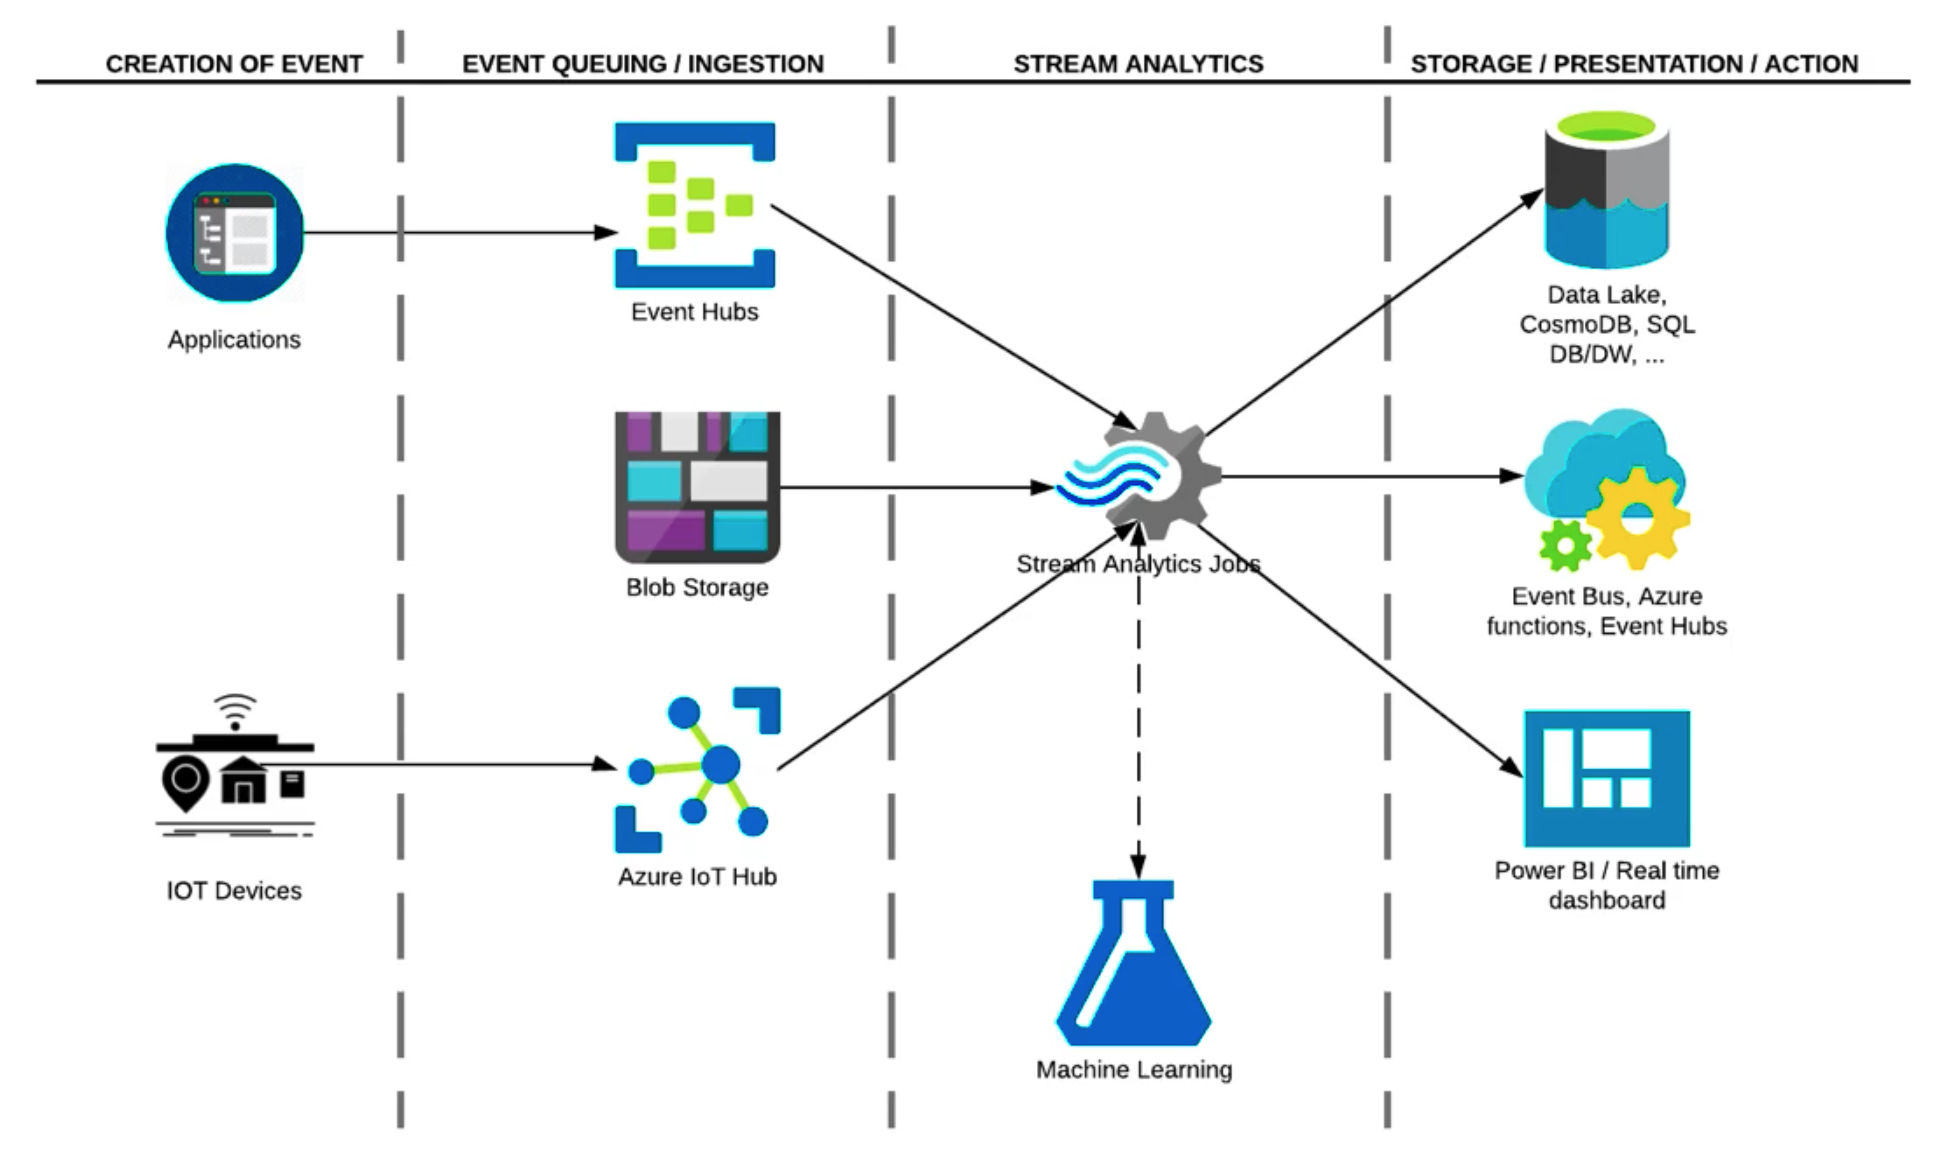 CREATION OF EVENT
EVENT QUEUING / INGESTION
STREAM ANALYTICS
STORAGE / PRESENTATION / ACTION
Applications
Event Hubs
Data Lake,
CosmoDB, SQL
DB/DW, ...
Blob Storage
Stream Analytics Jobs
Event Bus, Azure
functions, Event Hubs
IOT Devices
Azure IoT Hub
Power BI / Real time
dashboard
Machine Learning